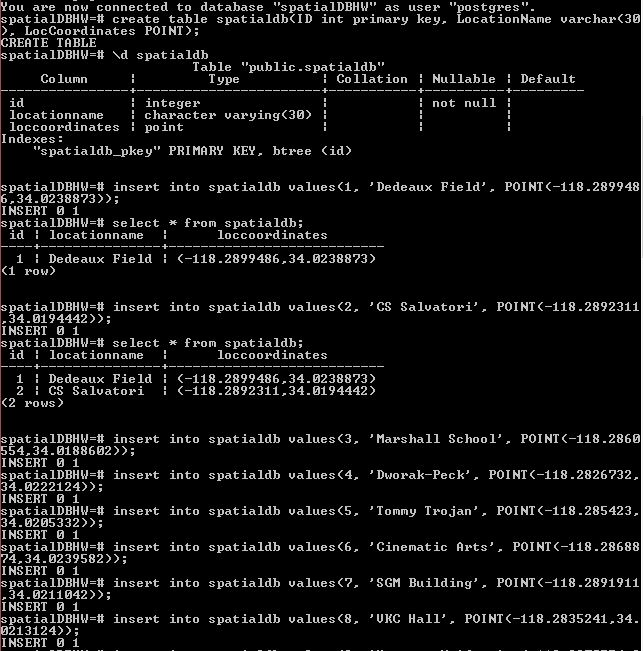 You are now connected to database "spatialDBHW" as user "postgres".
spatialDBHW=# create table spatialdb(ID int primary key, LocationName varchar(30
), LocCoordinates POINT);
CREATE TABLE
spatialDBHW=# \d spatialdb
Table "public.spatialdb"
Column ¦ Type ¦ Collation ¦ Nullable ¦ Default
----------------+-----------------------+-----------+----------+---------
id ¦ integer ¦ ¦ not null ¦
locationname ¦ character varying(30) ¦ ¦ ¦
loccoordinates ¦ point ¦ ¦ ¦
Indexes:
"spatialdb_pkey" PRIMARY KEY, btree (id)
spatialDBHW=# insert into spatialdb values(1, 'Dedeaux Field', POINT(-118.289948
6,34.0238873));
INSERT 0 1
spatialDBHW=# select * from spatialdb;
id ¦ locationname ¦ loccoordinates
----+---------------+---------------------------
1 ¦ Dedeaux Field ¦ (-118.2899486,34.0238873)
(1 row)
spatialDBHW=# insert into spatialdb values(2, 'CS Salvatori', POINT(-118.2892311
,34.0194442));
INSERT 0 1
spatialDBHW=# select * from spatialdb;
id ¦ locationname ¦ loccoordinates
----+---------------+---------------------------
1 ¦ Dedeaux Field ¦ (-118.2899486,34.0238873)
2 ¦ CS Salvatori ¦ (-118.2892311,34.0194442)
(2 rows)
spatialDBHW=# insert into spatialdb values(3, 'Marshall School', POINT(-118.2860
554,34.0188602));
INSERT 0 1
spatialDBHW=# insert into spatialdb values(4, 'Dworak-Peck', POINT(-118.2826732,
34.0222124));
INSERT 0 1
spatialDBHW=# insert into spatialdb values(5, 'Tommy Trojan', POINT(-118.285423,
34.0205332));
INSERT 0 1
spatialDBHW=# insert into spatialdb values(6, 'Cinematic Arts', POINT(-118.28688
74,34.0239582));
INSERT 0 1
spatialDBHW=# insert into spatialdb values(7, 'SGM Building', POINT(-118.2891911
,34.0211042));
INSERT 0 1
spatialDBHW=# insert into spatialdb values(8, 'VKC Hall', POINT(-118.2835241,34.
0213124));
INSERT 0 1